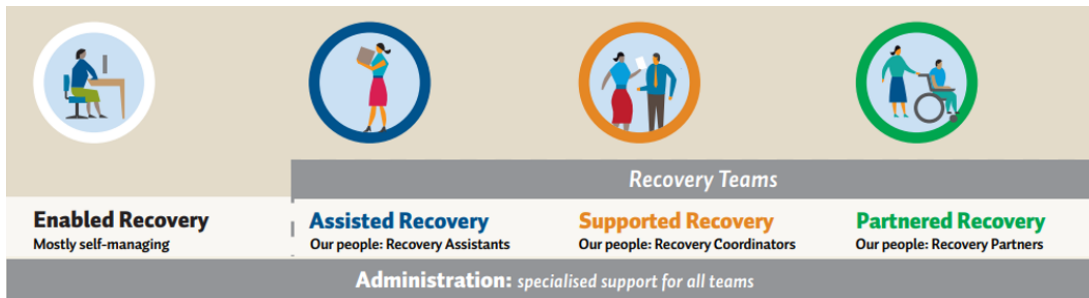 Recovery Teams
Enabled Recovery
Mostly self-managing
Assisted Recovery
Our people: Recovery Assistants
Supported Recovery
Our people: Recovery Coordinators
Partnered Recovery
Our people: Recovery Partners
Administration: specialised support for all teams